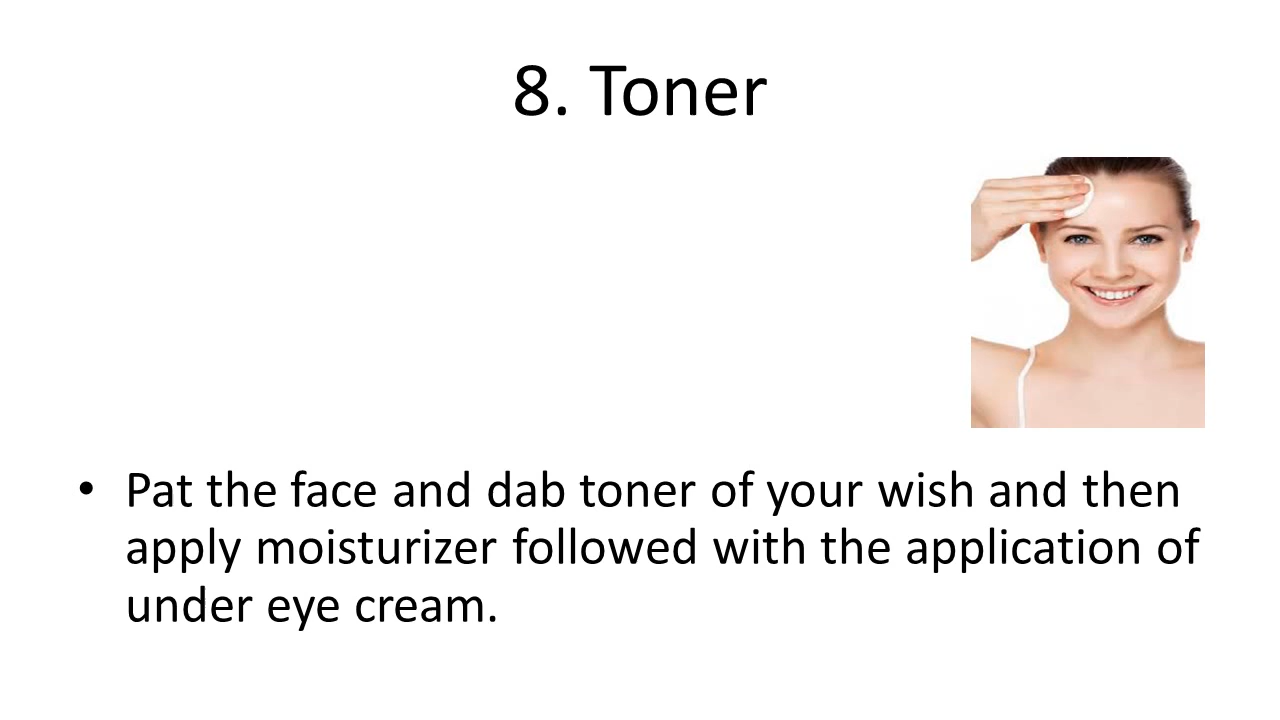 8. Toner
• Pat the face and dab toner of your wish and then
apply moisturizer followed with the application of
under eye cream.